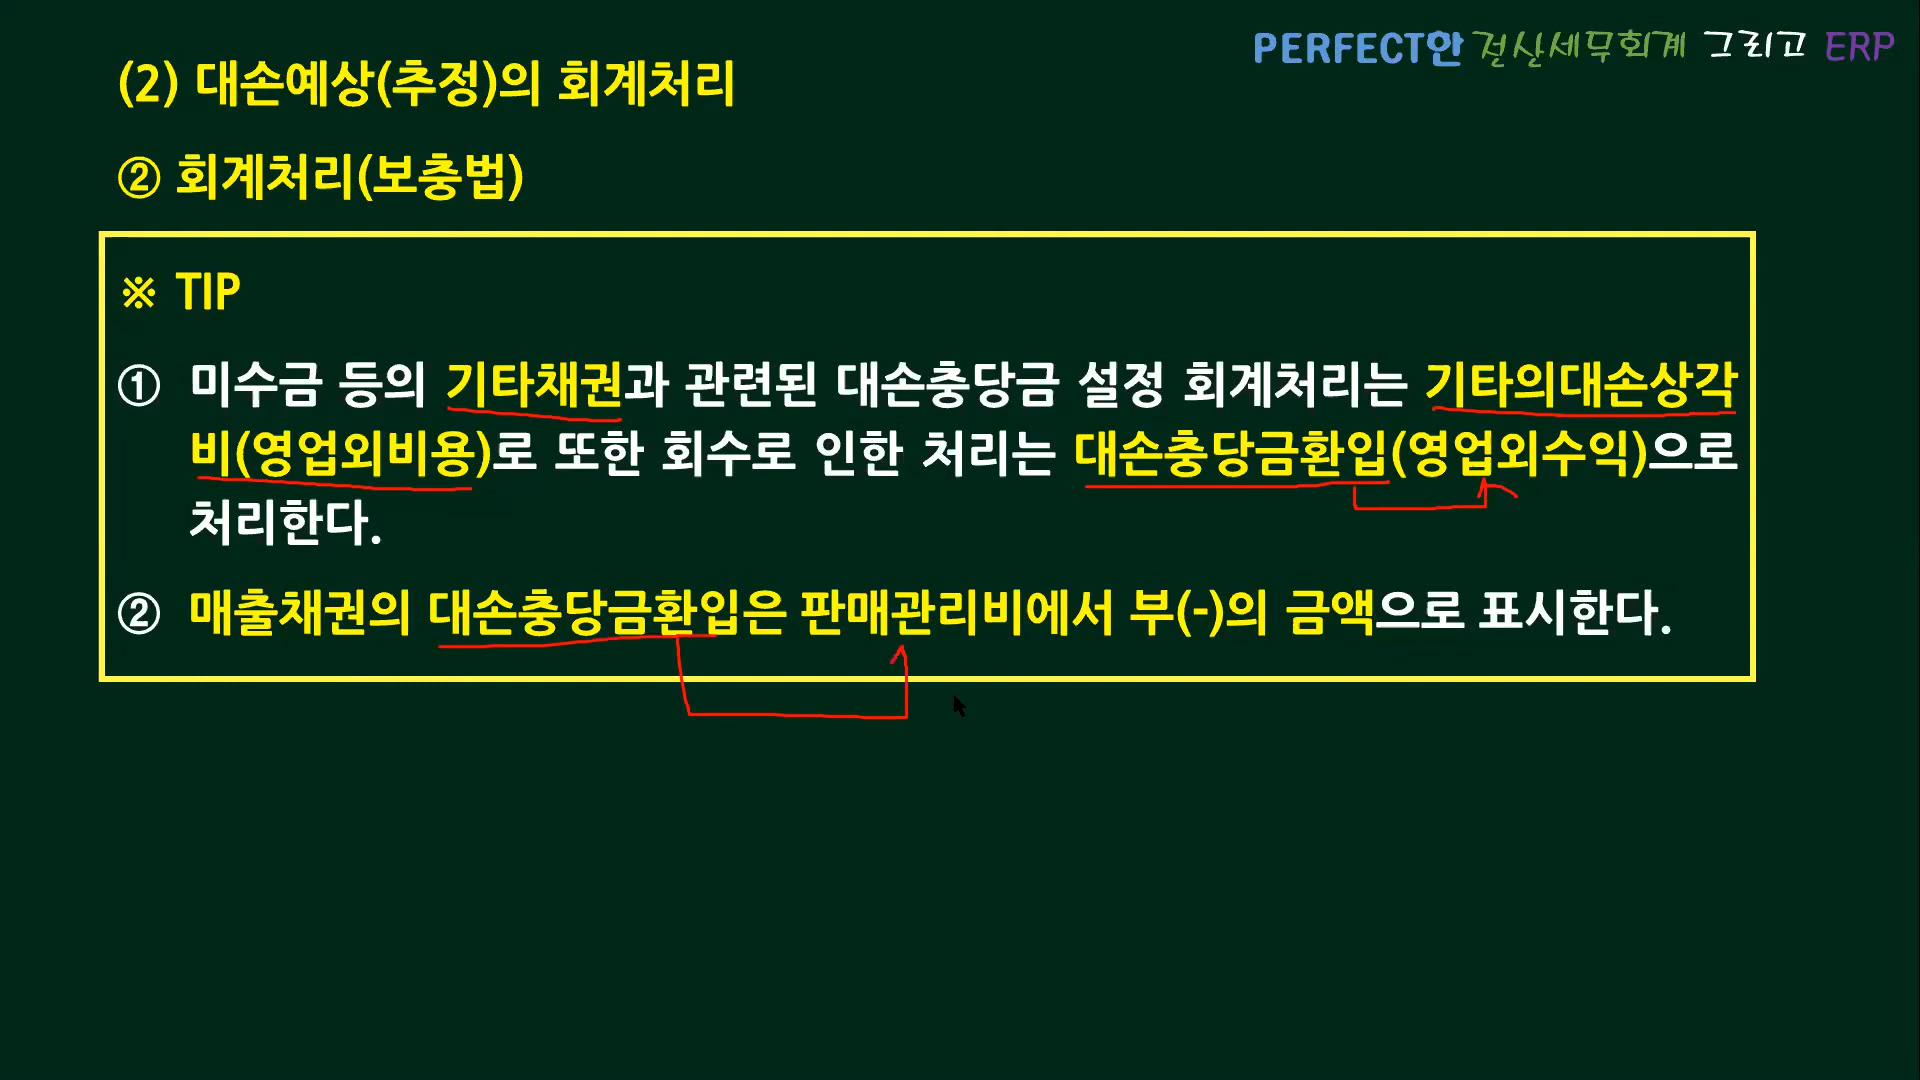 PERFECT한 전산세무회계 그리고 ERP
(2) 대손예상(추정)의 회계처리
② 회계처리(보충법)
※ TIP
① 미수금 등의 기타채권과 관련된 대손충당금 설정 회계처리는 기타의대손상각
비(영업외비용)로 또한 회수로 인한 처리는 대손충당금환입(영업외수익)으로
처리한다.
② 매출채권의 대손충당금환입은 판매관리비에서 부(-)의 금액으로 표시한다.